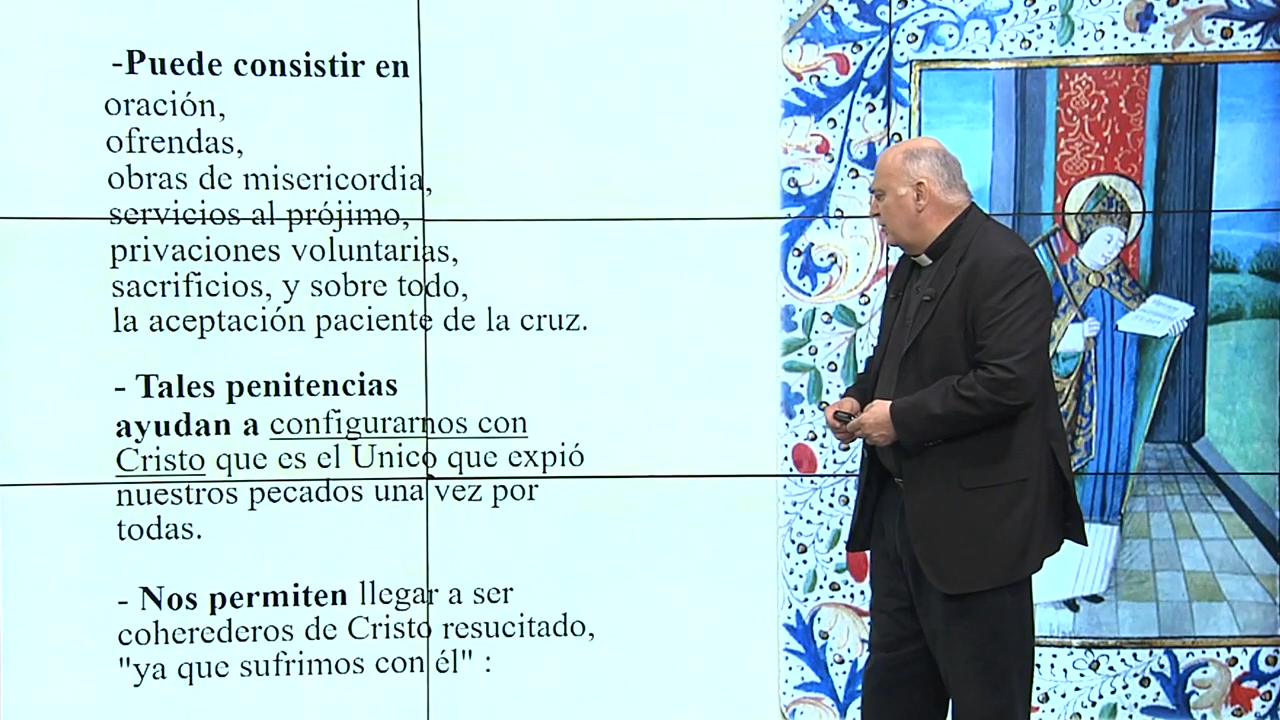 -Puede consistir en
oración,
ofrendas,
obras de misericordia,
servicios al prójimo,
privaciones voluntarias,
sacrificios, y sobre todo,
la aceptación paciente de la cruz.
- Tales penitencias
ayudan a configurarnos con
Cristo que es el Unico que expió
nuestros pecados una vez por
todas.
- Nos permiten llegar a ser
coherederos de Cristo resucitado,
"ya que sufrimos con él" :